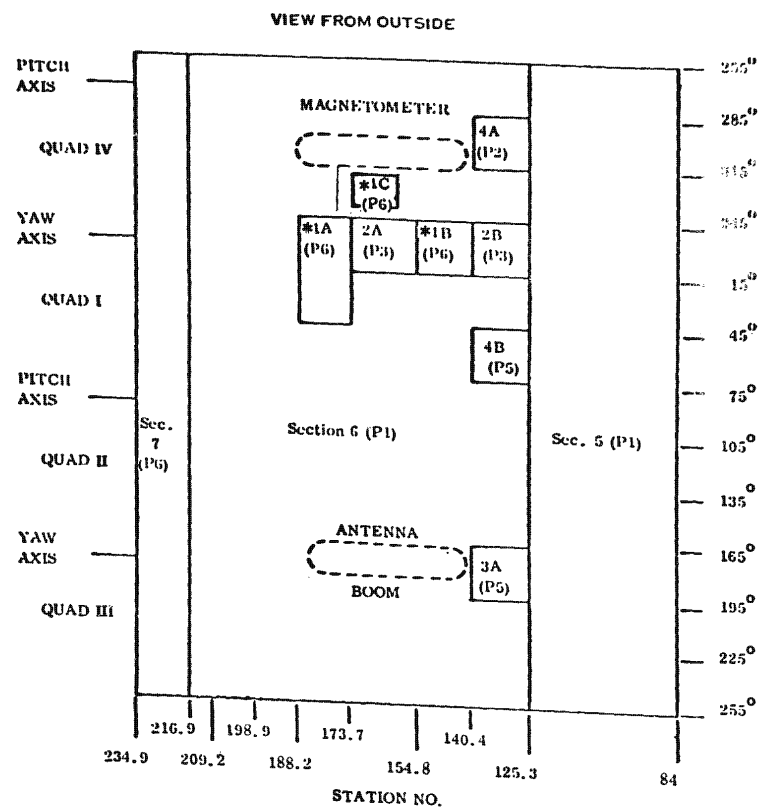 VIEW FROM OUTSIDE
PITCH
AXIS
255°
MAGNETOMETER
285°
4A
(P2)
QUAD IV
*1C
(P6)
YAW
AXIS
*1A
(P6)
2A
(P3)
*1B
(P6)
2B
(P3)
15°
QUAD I
45°
4B
(P5)
PITCH
AXIS
75°
Sec.
7
(P6)
Section 6 (P1)
Sec. 5 (P1)
105°
QUAD II
135°
YAW
AXIS
ANTENNA
BOOM
165°
3A
(P5)
QUAD III
195°
225°
255°
216.9
198.9
173.7
140.4
234.9
209.2
188.2
154.8
125.3
84
STATION NO.